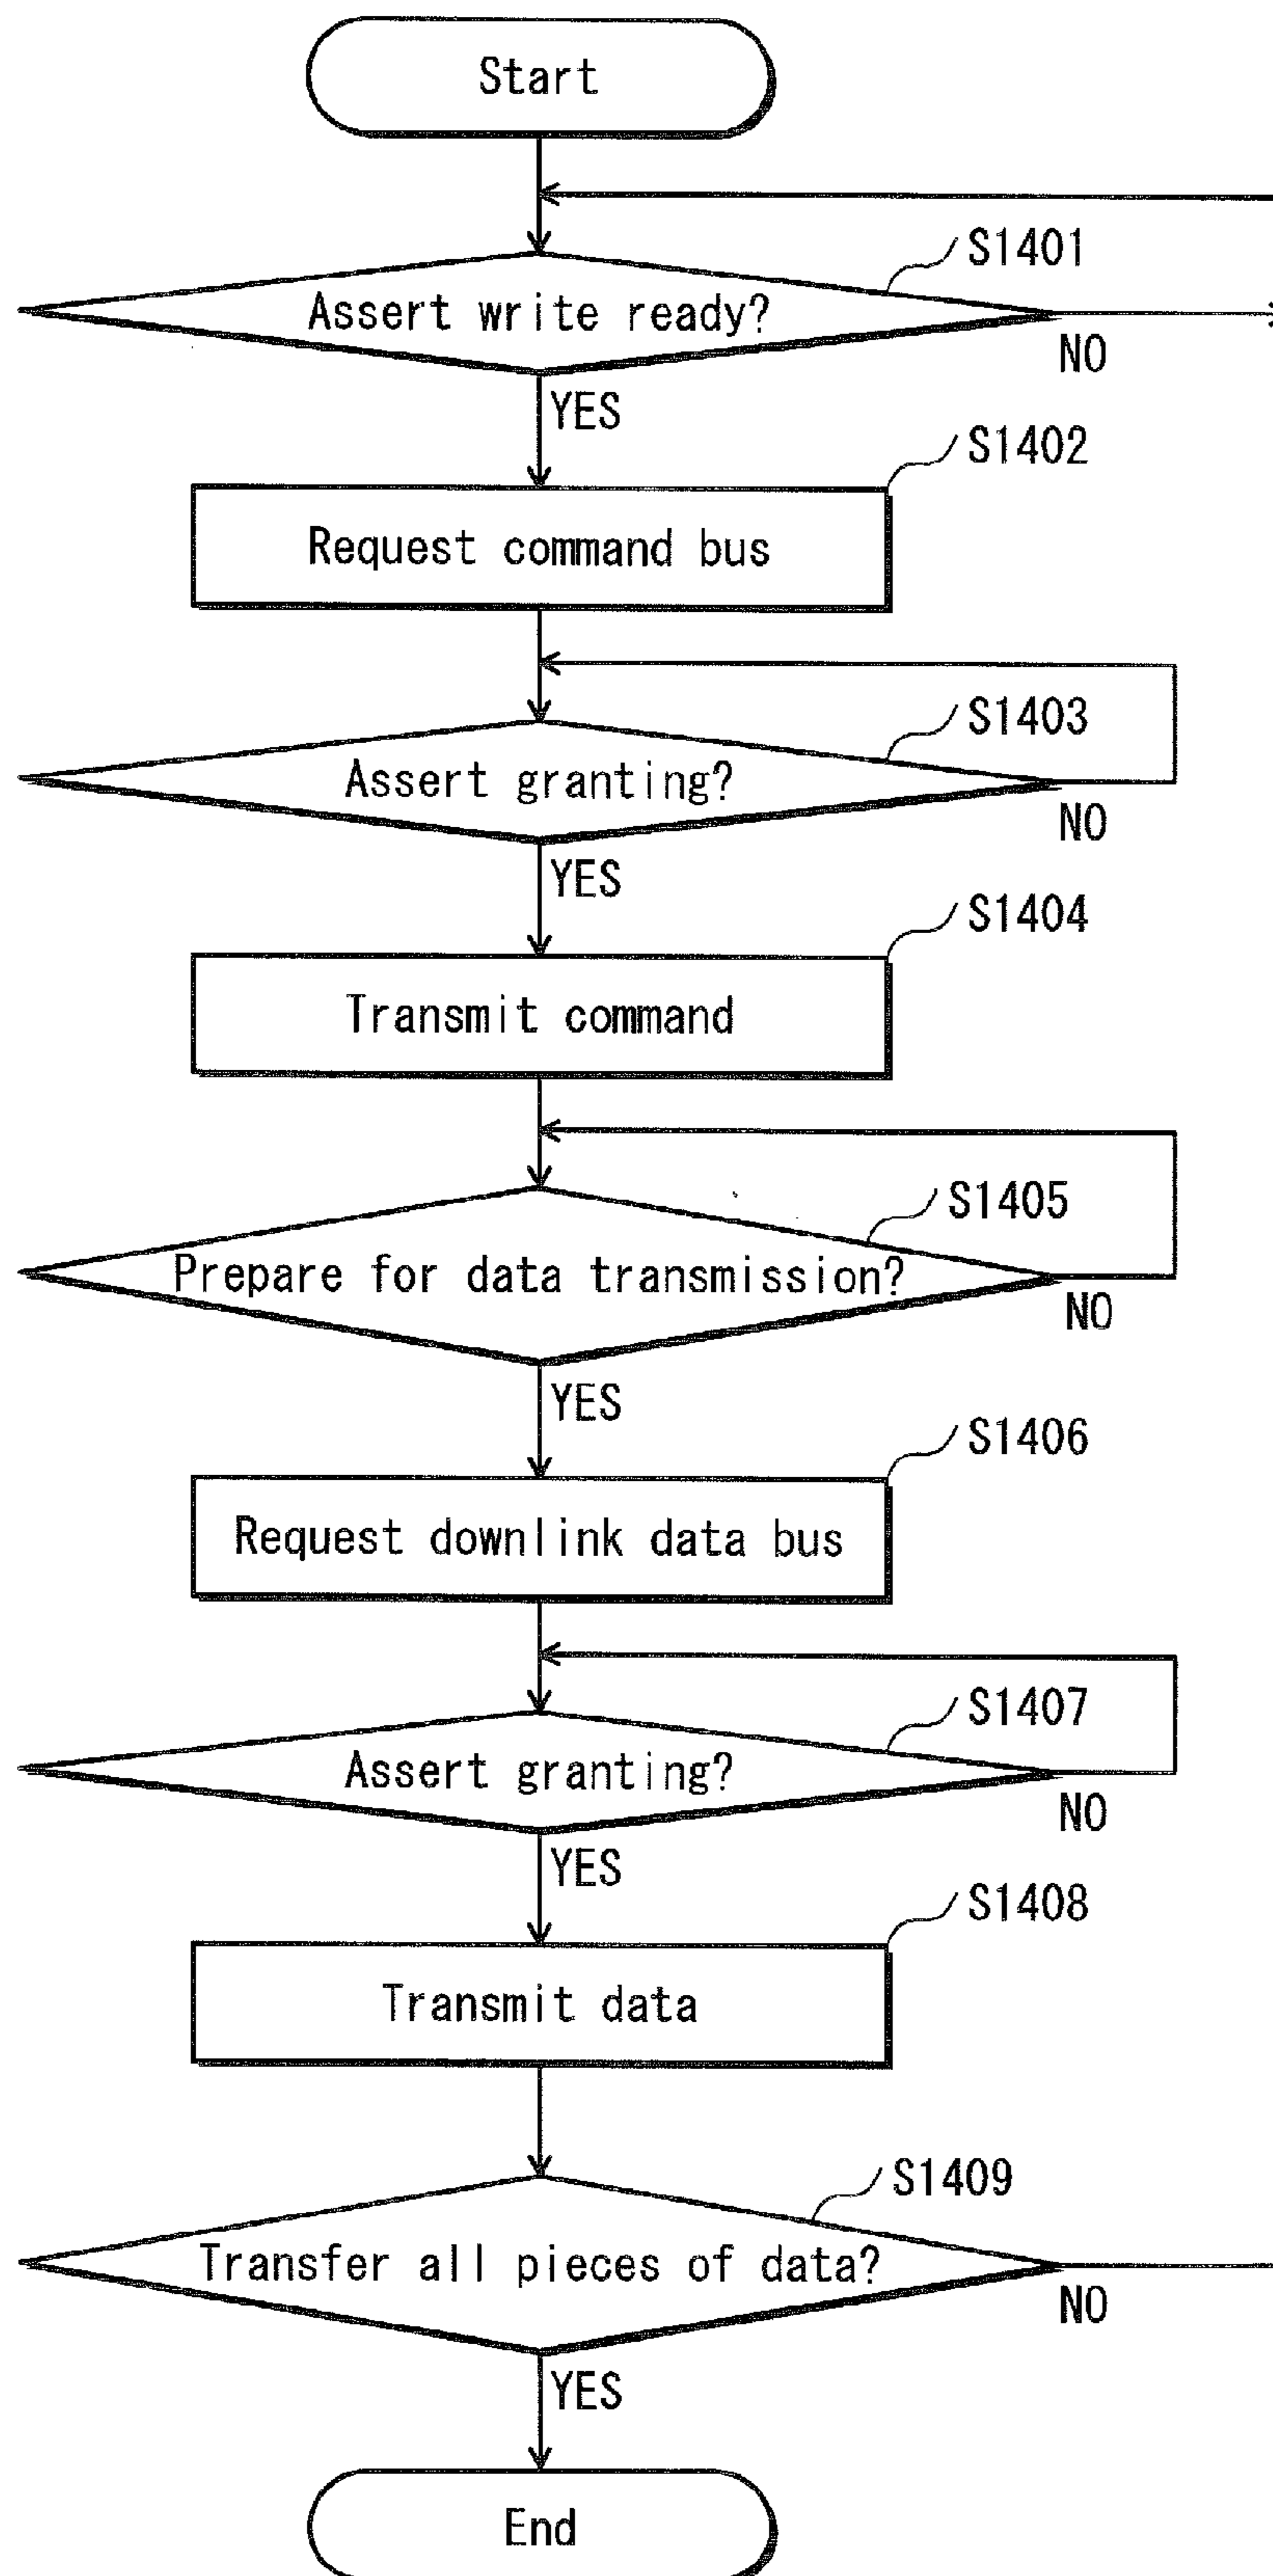 Start
S1401
Assert write ready?
NO
YES
S1402
Request command bus
S1403
Assert granting?
NO
YES
S1404
Transmit command
S1405
Prepare for data transmission?
NO
YES
S1406
Request downlink data bus
S1407
Assert granting?
NO
YES
S1408
Transmit data
S1409
Transfer all pieces of data?
NO
YES
End